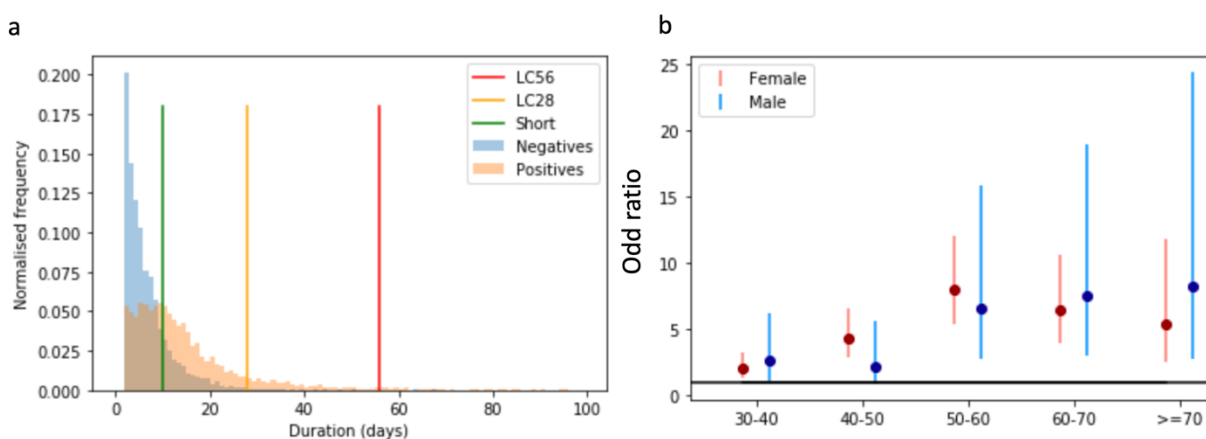 a
b
LC56
LC28
Short
Negatives
Positives
0.200
0.175
0.150
0.125
0.100
0.075
0.050
0.025
0.000
Normalised frequency
0 20 40 60 80 100
Duration (days)
Female
Male
25
20
15
10
5
0
Odd ratio
30-40 40-50 50-60 60-70 >=70